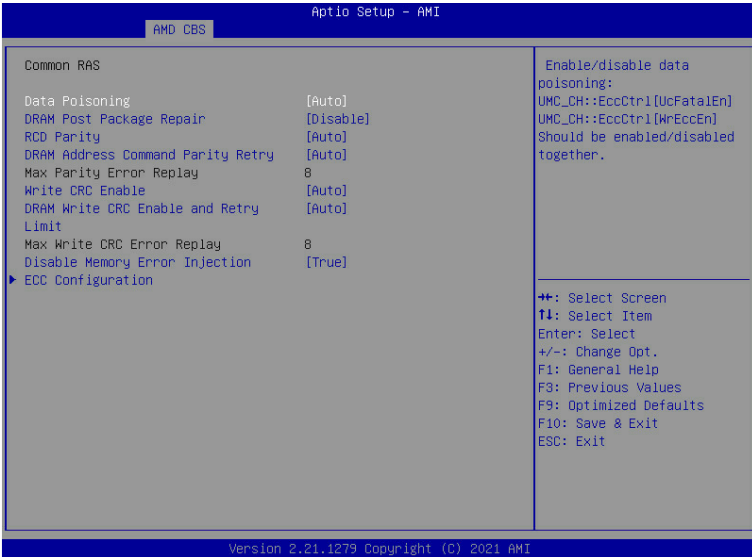 Aptio Setup – AMI
AMD CBS
Common RAS
Data Poisoning [Auto]
DRAM Post Package Repair [Disable]
RCD Parity [Auto]
DRAM Address Command Parity Retry [Auto]
Max Parity Error Replay 8
Write CRC Enable [Auto]
DRAM Write CRC Enable and Retry [Auto]
Limit
Max Write CRC Error Replay 8
Disable Memory Error Injection [True]
ECC Configuration
Enable/disable data
poisoning:
UMC_CH::EccCtrl[UcFatalEn]
UMC_CH::EccCtrl[WrEccEn]
Should be enabled/disabled
together.
→←: Select Screen
↑↓: Select Item
Enter: Select
+/-: Change Opt.
F1: General Help
F3: Previous Values
F9: Optimized Defaults
F10: Save & Exit
ESC: Exit
Version 2.21.1279 Copyright (C) 2021 AMI